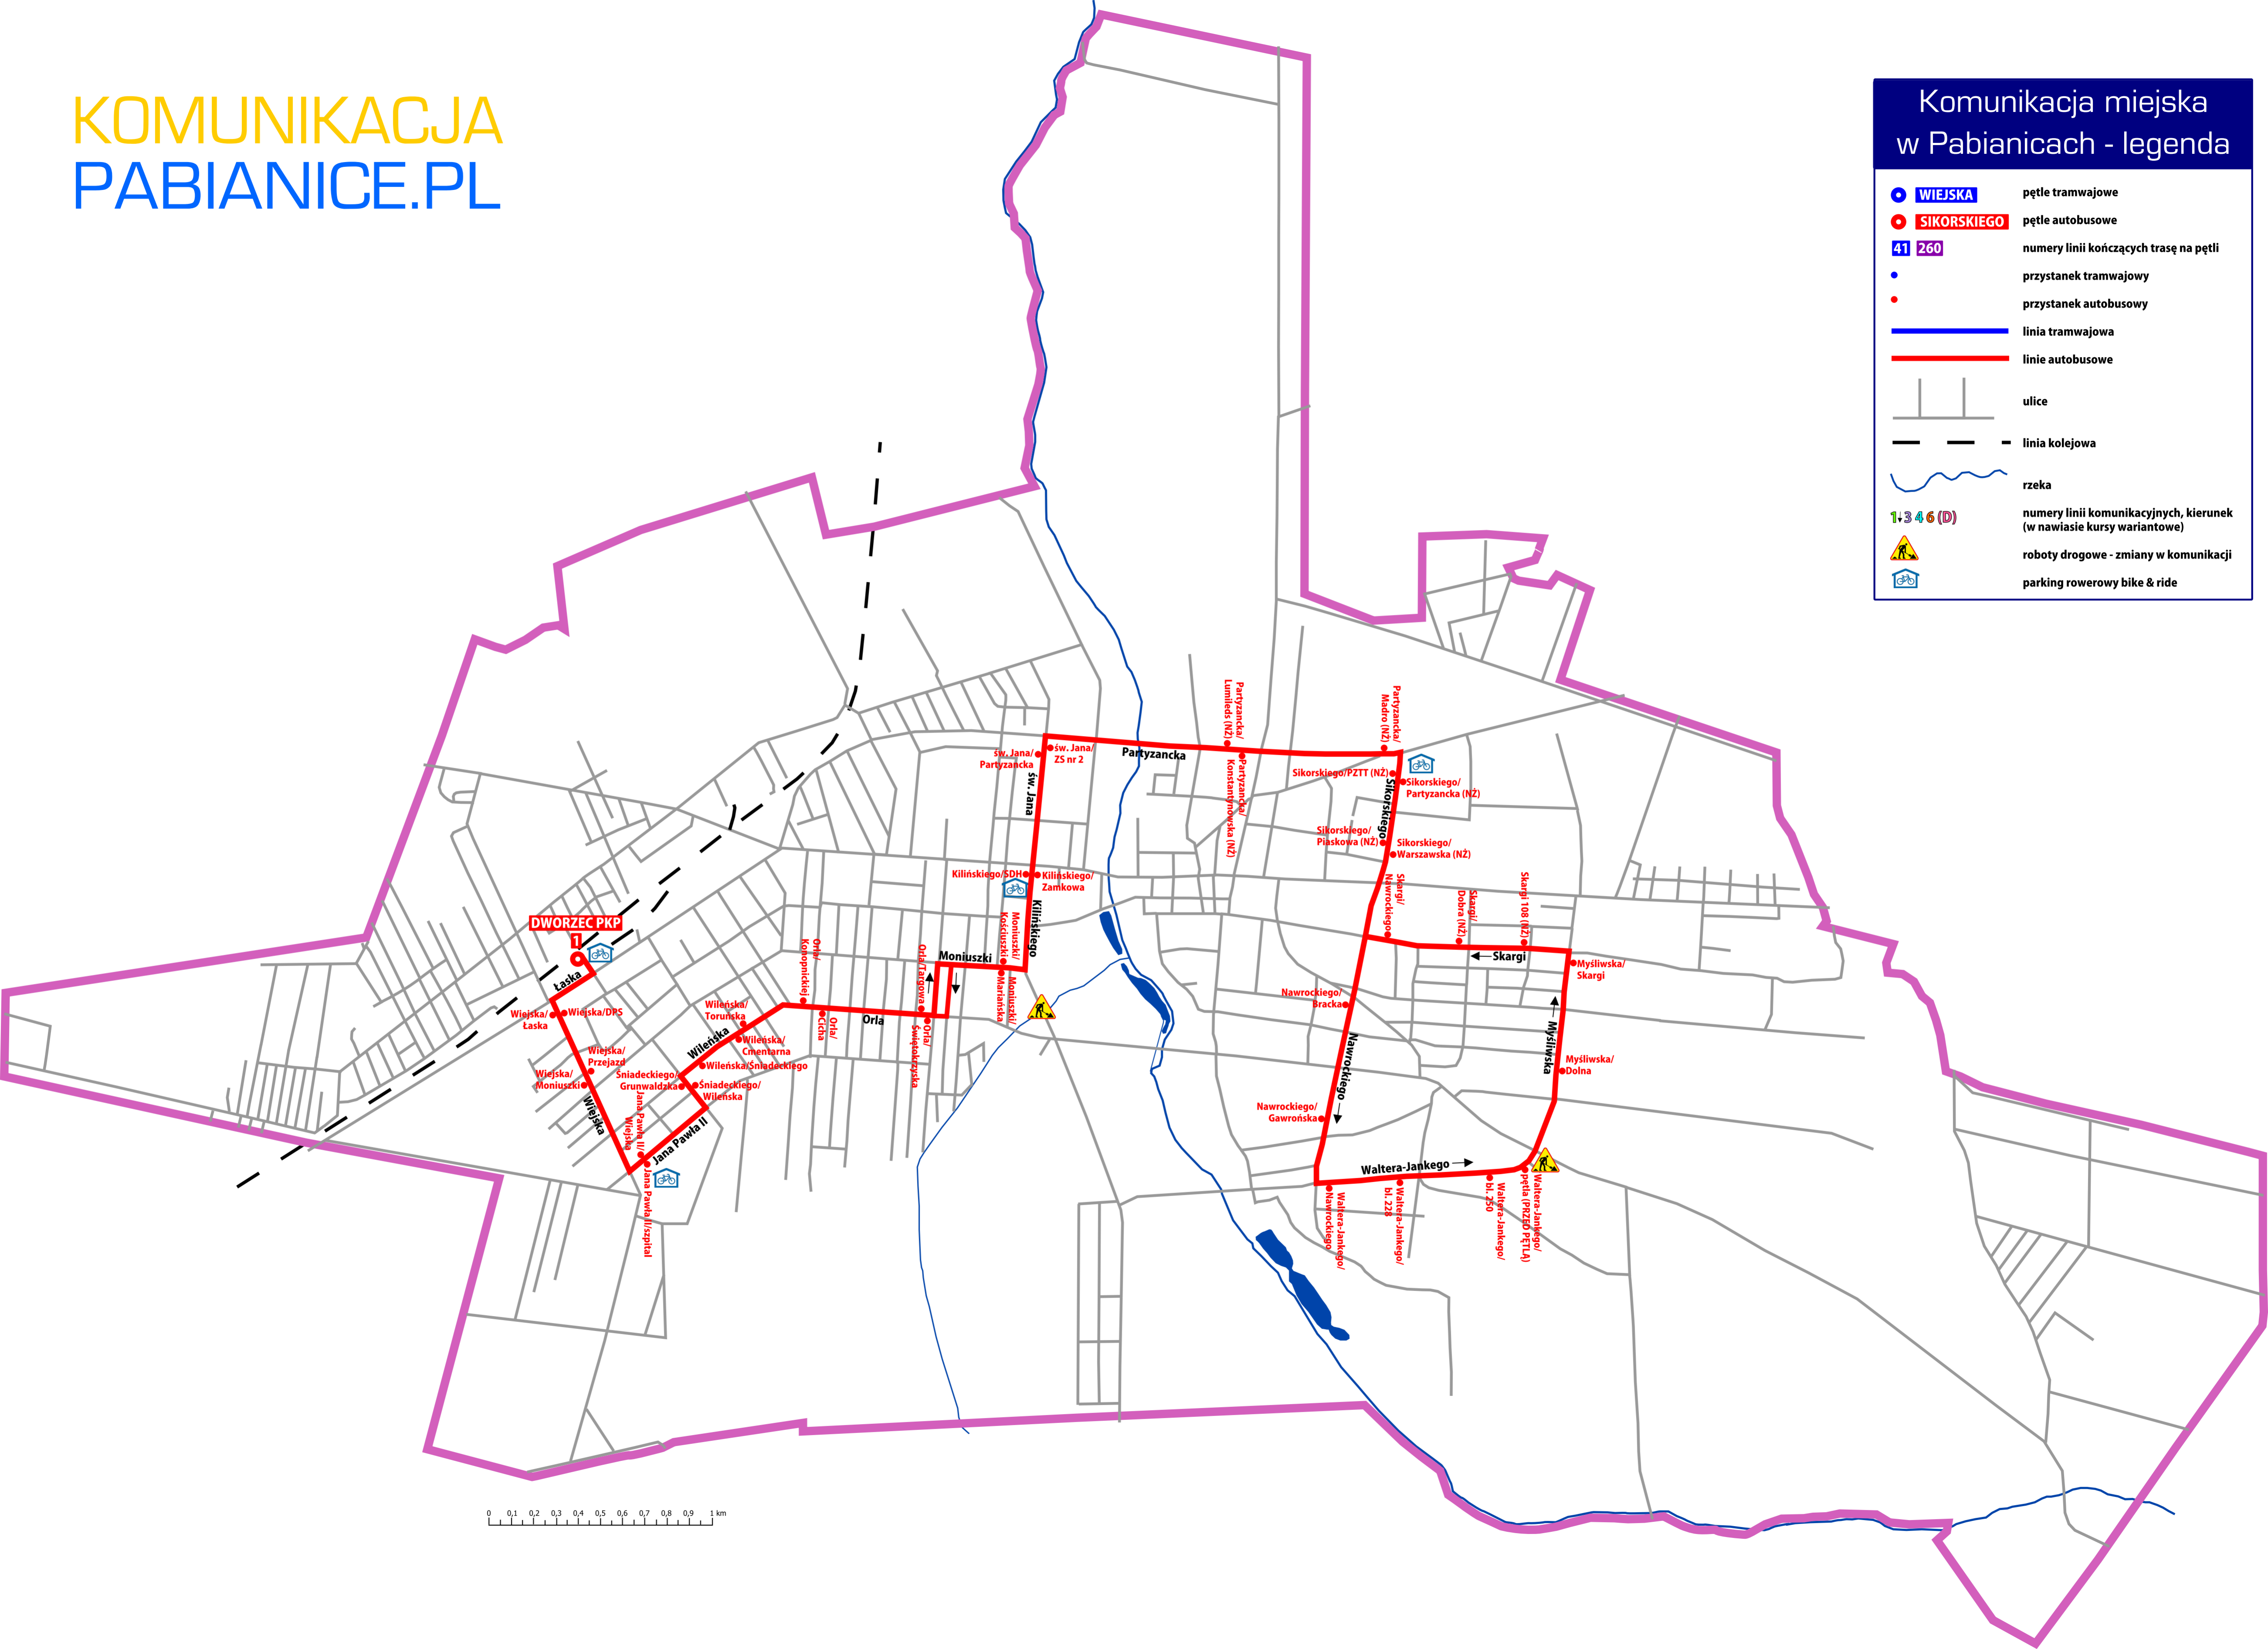 KOMUNIKACJA
PABIANICE.PL
Komunikacja miejska
w Pabianicach - legenda
WIEJSKA
pętle tramwajowe
SIKORSKIEGO
pętle autobusowe
41 260
numery linii kończących trasę na pętli
przystanek tramwajowy
przystanek autobusowy
linia tramwajowa
linie autobusowe
ulice
linia kolejowa
rzeka
1 3 4 6 (D)
numery linii komunikacyjnych, kierunek
(w nawiasie kursy wariantowe)
roboty drogowe - zmiany w komunikacji
parking rowerowy bike & ride
Partyzancka/
Lumileds (NŻ)
Partyzancka/
Madro (NŻ)
św. Jana/
Partyzancka
św. Jana/
ZS nr 2
Partyzancka
Partyzancka/
Konstantynowska (NŻ)
Sikorskiego/PZTT (NŻ)
Sikorskiego/
Partyzancka (NŻ)
św. Jana
Sikorskiego
Sikorskiego/
Piaskowa (NŻ)
Sikorskiego/
Warszawska (NŻ)
Kilińskiego/SDH
Kilińskiego/
Zamkowa
Skargi/
Nawrockiego
Skargi/
Dobra (NŻ)
Skargi 108 (NŻ)
DWORZEC PKP
1
Łaska
Orla/
Konopnickiej
Orla/Targowa
Moniuszki
Moniuszki/
Kościuszki
Kilińskiego
Moniuszki/
Mariańska
Skargi
Myśliwska/
Skargi
Wiejska/
Łaska
Wiejska/DPS
Wileńska/
Toruńska
Wileńska
Wileńska/
Cmentarna
Orla/
Cicha
Orla
Orla/
Świętokrzyska
Nawrockiego/
Bracka
Nawrockiego
Myśliwska
Myśliwska/
Dolna
Wiejska/
Przejazd
Wiejska/
Moniuszki
Wileńska/Śniadeckiego
Śniadeckiego/
Grunwaldzka
Śniadeckiego/
Wileńska
Wiejska
Jana Pawła II/
Wiejska
Jana Pawła II
Jana Pawła II/szpital
Nawrockiego/
Gawrońska
Waltera-Jankego
Waltera-Jankego/
Nawrockiego
Waltera-Jankego/
bl. 228
Waltera-Jankego/
bl. 250
Waltera-Jankego/
pętla (PRZED PĘTLĄ)
0 0,1 0,2 0,3 0,4 0,5 0,6 0,7 0,8 0,9 1 km